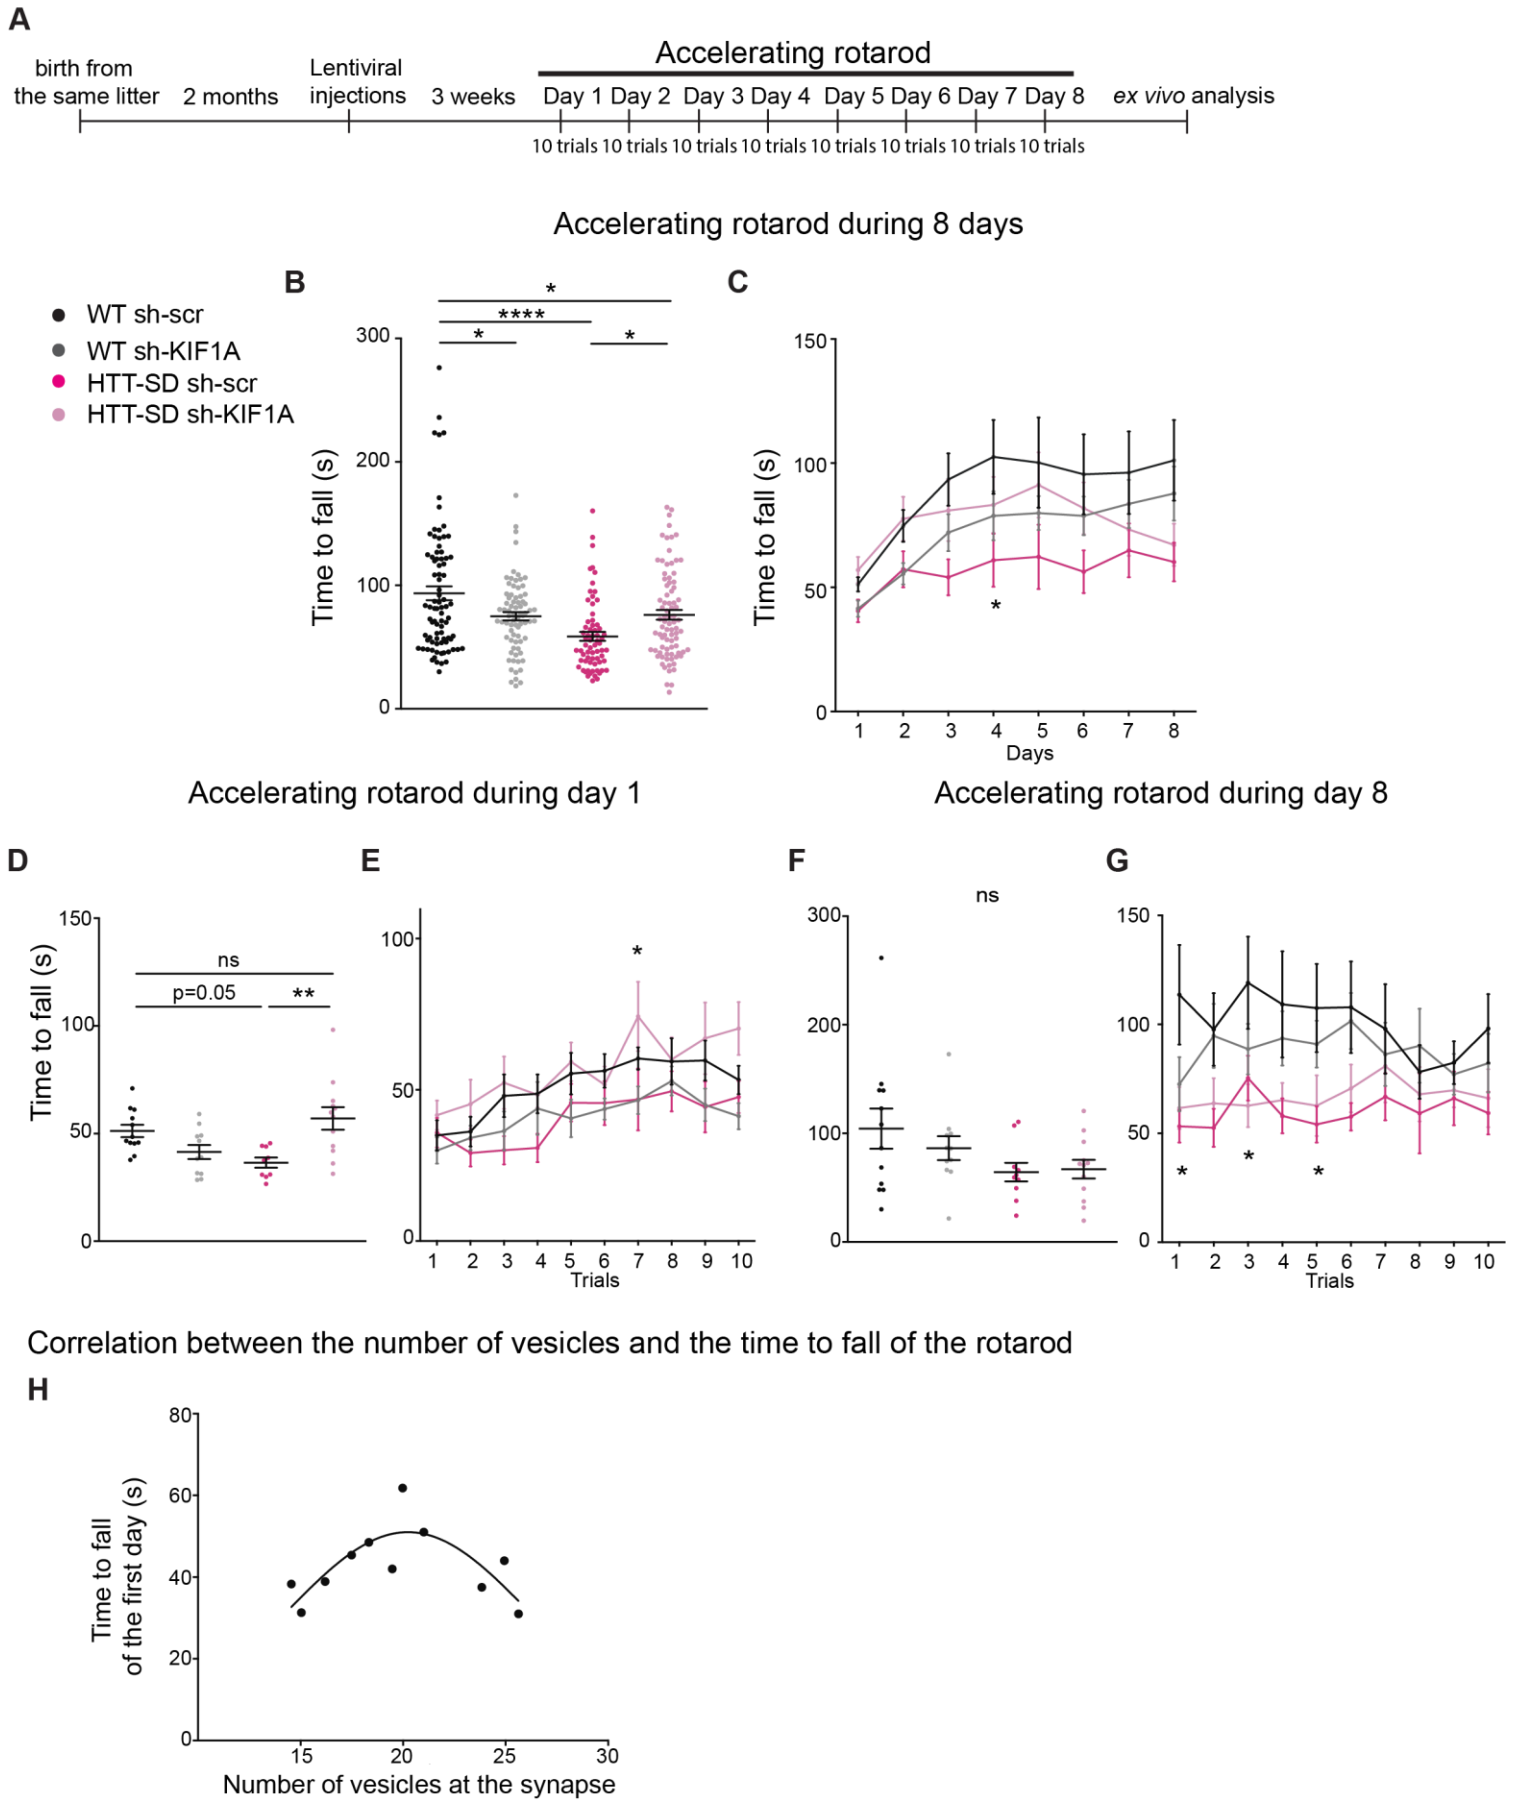 A
Accelerating rotarod
birth from
the same litter
2 months
Lentiviral
injections
3 weeks
Day 1 Day 2 Day 3 Day 4 Day 5 Day 6 Day 7 Day 8
ex vivo analysis
10 trials 10 trials 10 trials 10 trials 10 trials 10 trials 10 trials 10 trials
Accelerating rotarod during 8 days
WT sh-scr
WT sh-KIF1A
HTT-SD sh-scr
HTT-SD sh-KIF1A
B
*
****
* *
Time to fall (s)
300
200
100
0
C
Time to fall (s)
150
100
50
0
*
1 2 3 4 5 6 7 8
Days
Accelerating rotarod during day 1
D
Time to fall (s)
150
100
50
0
ns
p=0.05 **
E
100
50
0
*
1 2 3 4 5 6 7 8 9 10
Trials
Accelerating rotarod during day 8
F
ns
300
200
100
0
G
150
100
50
0
* * *
1 2 3 4 5 6 7 8 9 10
Trials
Correlation between the number of vesicles and the time to fall of the rotarod
H
Time to fall
of the first day (s)
80
60
40
20
0
15 20 25 30
Number of vesicles at the synapse